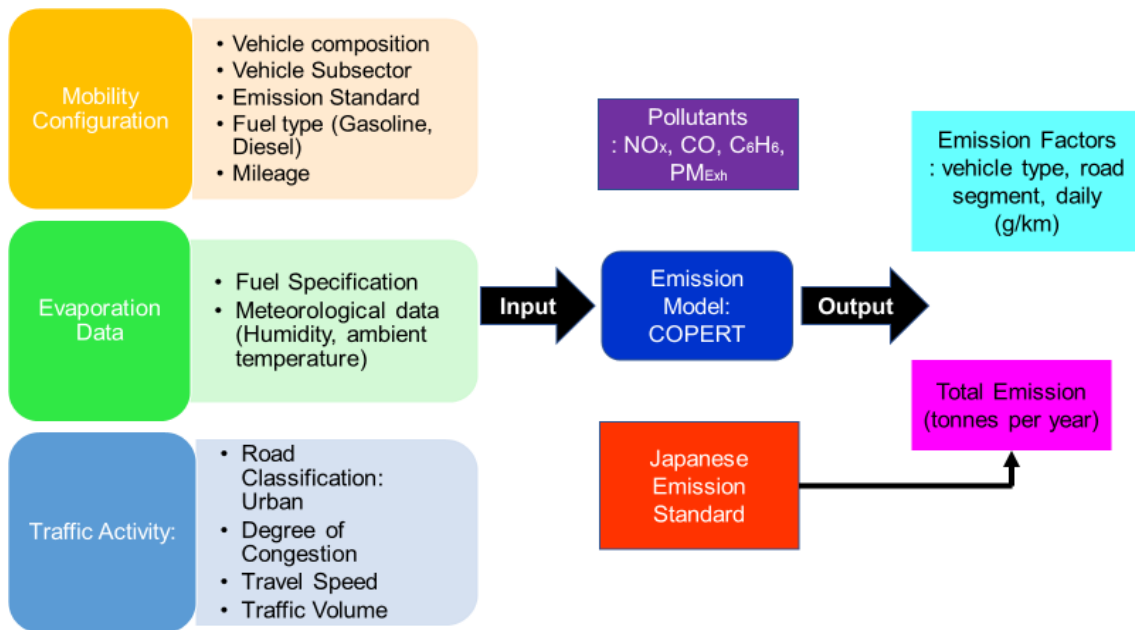 Mobility
Configuration
• Vehicle composition
• Vehicle Subsector
• Emission Standard
• Fuel type (Gasoline,
Diesel)
• Mileage
Evaporation
Data
• Fuel Specification
• Meteorological data
(Humidity, ambient
temperature)
Traffic Activity:
• Road
Classification:
Urban
• Degree of
Congestion
• Travel Speed
• Traffic Volume
Input
Pollutants
: NOx, CO, C6H6,
PMExh
Emission
Model:
COPERT
Japanese
Emission
Standard
Output
Emission Factors
: vehicle type, road
segment, daily
(g/km)
Total Emission
(tonnes per year)